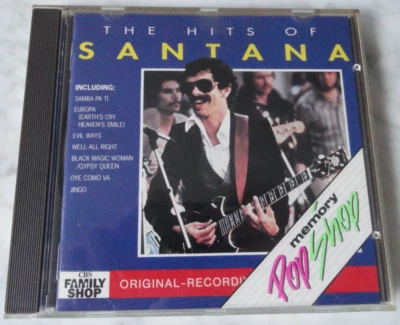 THE HITS OF
SANTANA
INCLUDING:
SAMBA PA TI
EUROPA
(EARTH'S CRY
HEAVEN'S SMILE)
EVIL WAYS
WELL ALL RIGHT
BLACK MAGIC WOMAN
/GYPSY QUEEN
OYE COMO VA
JINGO
memory
POP SHOP
CBS
FAMILY
SHOP